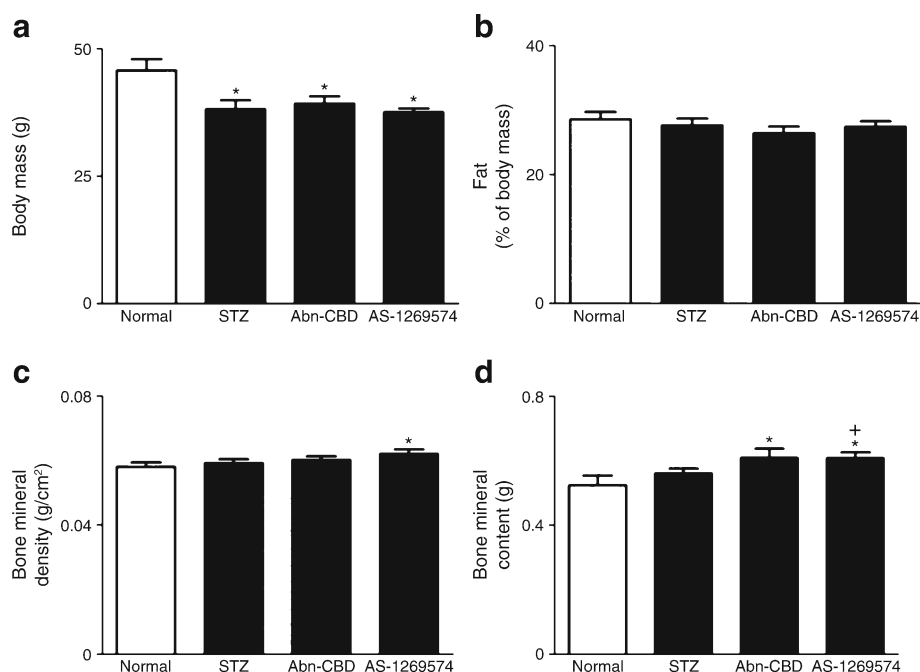 a
50
25
0
Body mass (g)
*
*
*
Normal STZ Abn-CBD AS-1269574
b
40
20
0
Fat
(% of body mass)
Normal STZ Abn-CBD AS-1269574
c
0.08
0.04
0
Bone mineral
density (g/cm²)
*
Normal STZ Abn-CBD AS-1269574
d
0.8
0.4
0
Bone mineral
content (g)
*
+
*
Normal STZ Abn-CBD AS-1269574